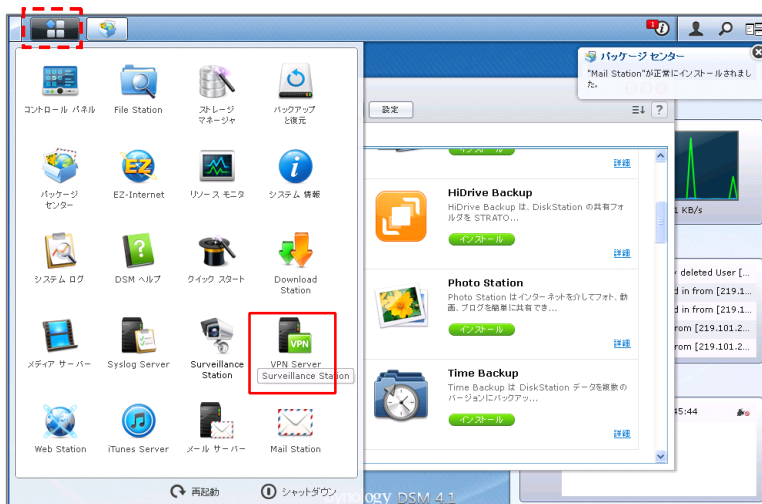 1
パッケージ センター
"Mail Station"が正常にインストールされまし
た。
コントロール パネル
File Station
ストレージ
マネージャ
バックアップ
と復元
設定
?
パッケージ
センター
EZ-Internet
リソース モニタ
システム 情報
システム ログ
DSM ヘルプ
クイック スタート
Download
Station
メディア サーバー
Syslog Server
Surveillance
Station
VPN
VPN Server
Surveillance Station
Web Station
iTunes Server
メール サーバー
Mail Station
再起動
シャットダウン
インストール
詳細
HiDrive Backup
HiDrive Backup は、DiskStation の共有フォ
ルダを STRATO...
インストール
詳細
Photo Station
Photo Station はインターネットを介してフォト、動
画、ブログを簡単に共有でき...
インストール
詳細
Time Backup
Time Backup は DiskStation データを複数の
バージョンにバックアッ...
インストール
詳細
1 KB/s
deleted User [...
d in from [219.1...
d in from [219.1...
rom [219.101.2...
rom [219.101.2...
45:44
DSM 4.1